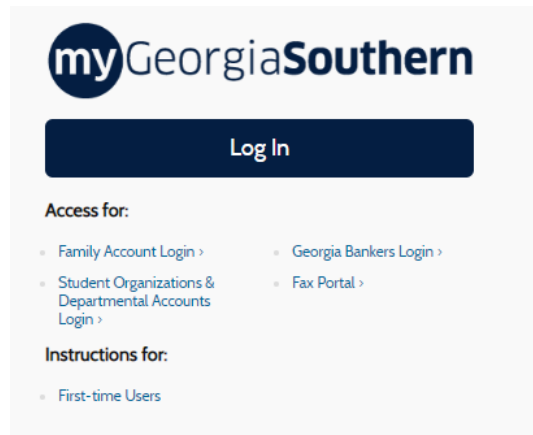 myGeorgiaSouthern
Log In
Access for:
Family Account Login ›
Student Organizations &
Departmental Accounts
Login ›
Georgia Bankers Login ›
Fax Portal ›
Instructions for:
First-time Users